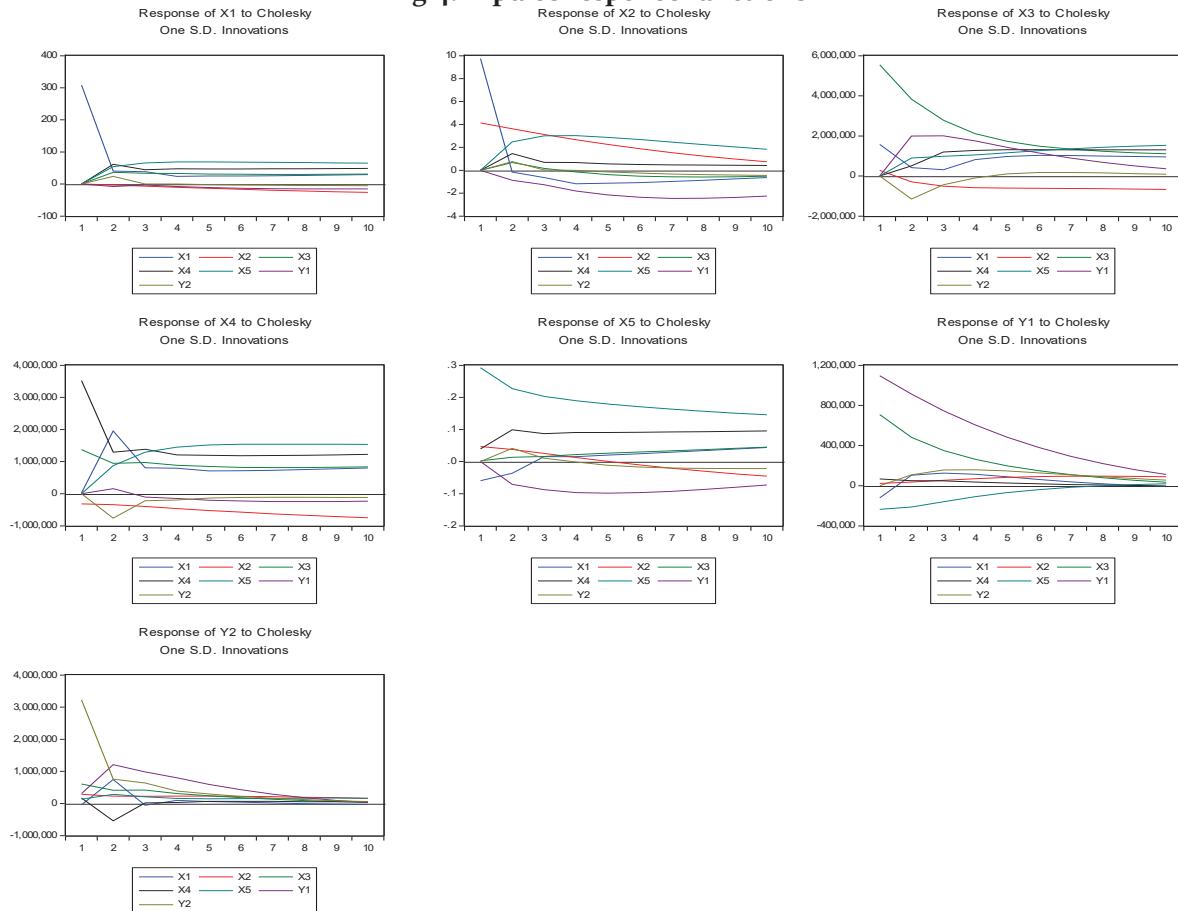 Response of X1 to Cholesky
One S.D. Innovations
400
300
200
100
0
-100
1 2 3 4 5 6 7 8 9 10
X1 X2 X3
X4 X5 Y1
Y2
Response of X2 to Cholesky
One S.D. Innovations
10
8
6
4
2
0
-2
-4
1 2 3 4 5 6 7 8 9 10
X1 X2 X3
X4 X5 Y1
Y2
Response of X3 to Cholesky
One S.D. Innovations
6,000,000
4,000,000
2,000,000
0
-2,000,000
1 2 3 4 5 6 7 8 9 10
X1 X2 X3
X4 X5 Y1
Y2
Response of X4 to Cholesky
One S.D. Innovations
4,000,000
3,000,000
2,000,000
1,000,000
0
-1,000,000
1 2 3 4 5 6 7 8 9 10
X1 X2 X3
X4 X5 Y1
Y2
Response of X5 to Cholesky
One S.D. Innovations
.3
.2
.1
.0
-.1
-.2
1 2 3 4 5 6 7 8 9 10
X1 X2 X3
X4 X5 Y1
Y2
Response of Y1 to Cholesky
One S.D. Innovations
1,200,000
800,000
400,000
0
-400,000
1 2 3 4 5 6 7 8 9 10
X1 X2 X3
X4 X5 Y1
Y2
Response of Y2 to Cholesky
One S.D. Innovations
4,000,000
3,000,000
2,000,000
1,000,000
0
-1,000,000
1 2 3 4 5 6 7 8 9 10
X1 X2 X3
X4 X5 Y1
Y2